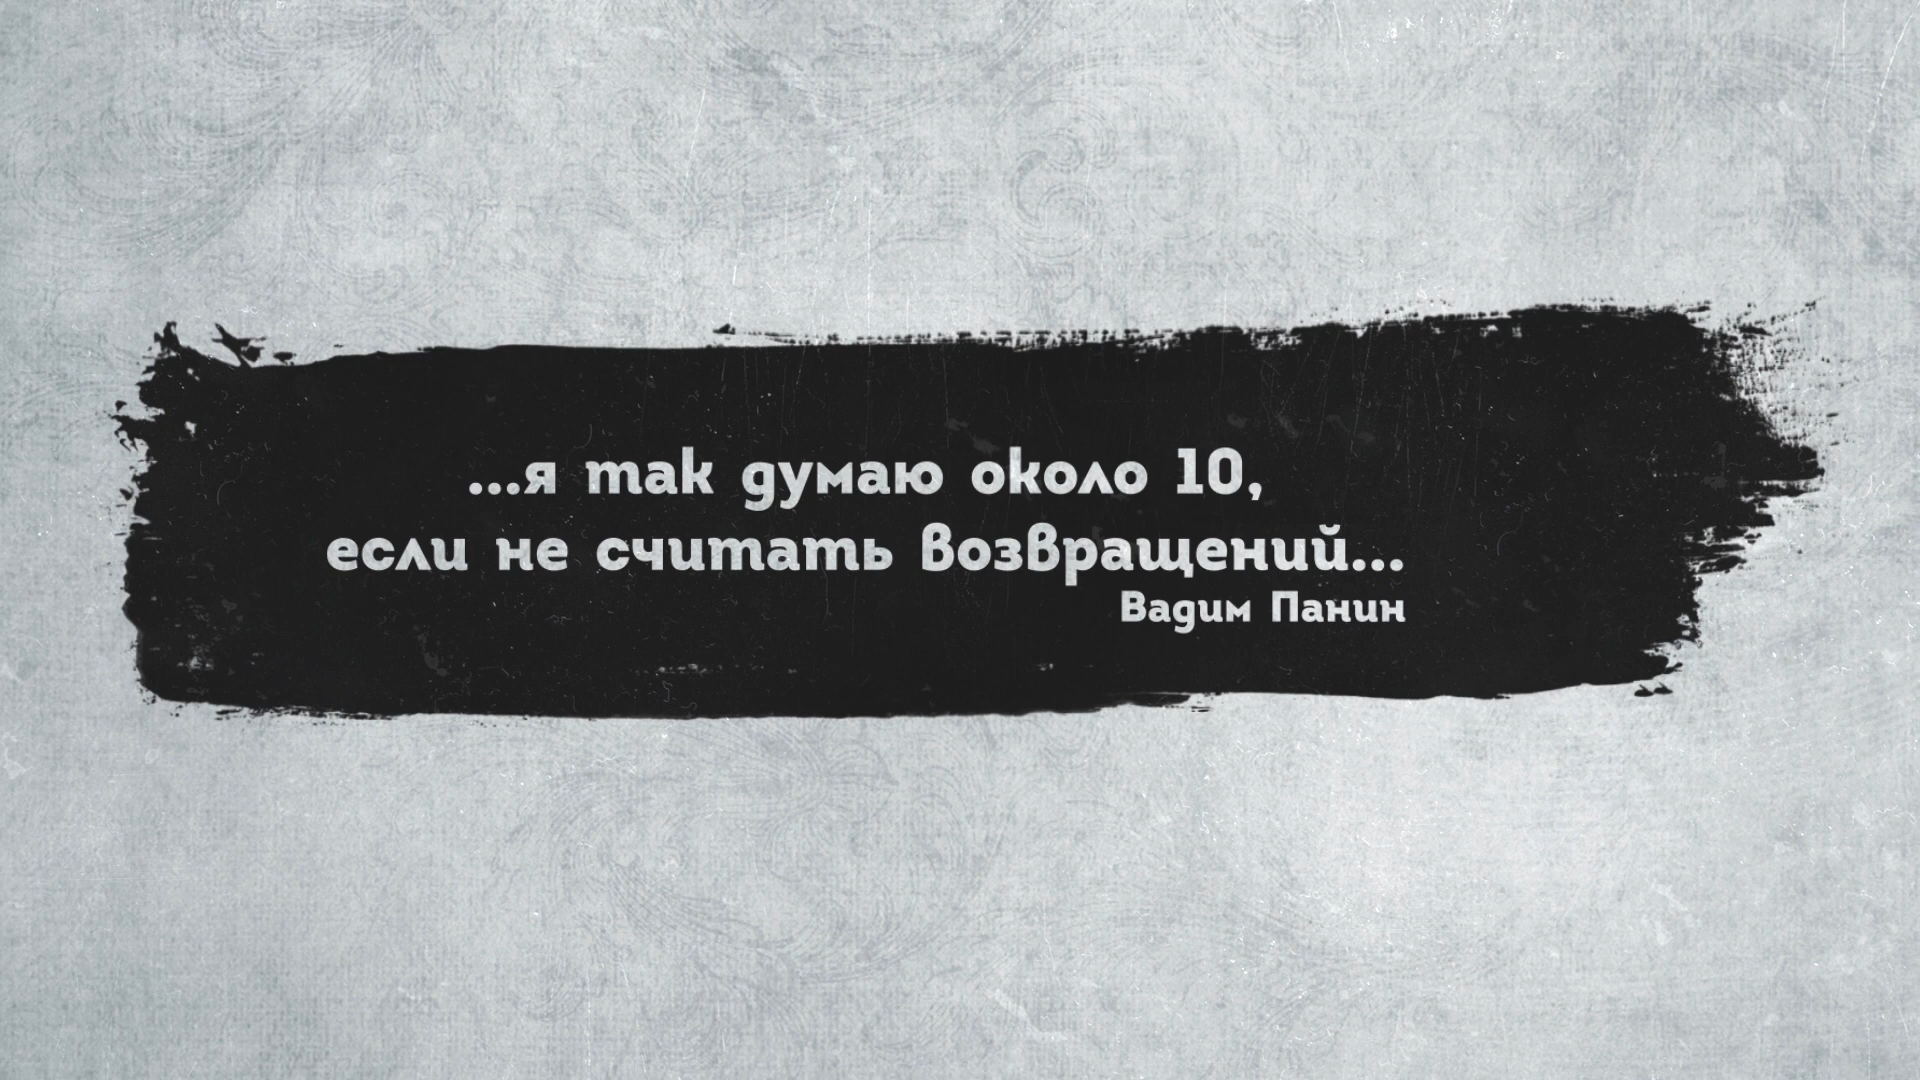 ...я так думаю около 10,
если не считать возвращений...
Вадим Панин